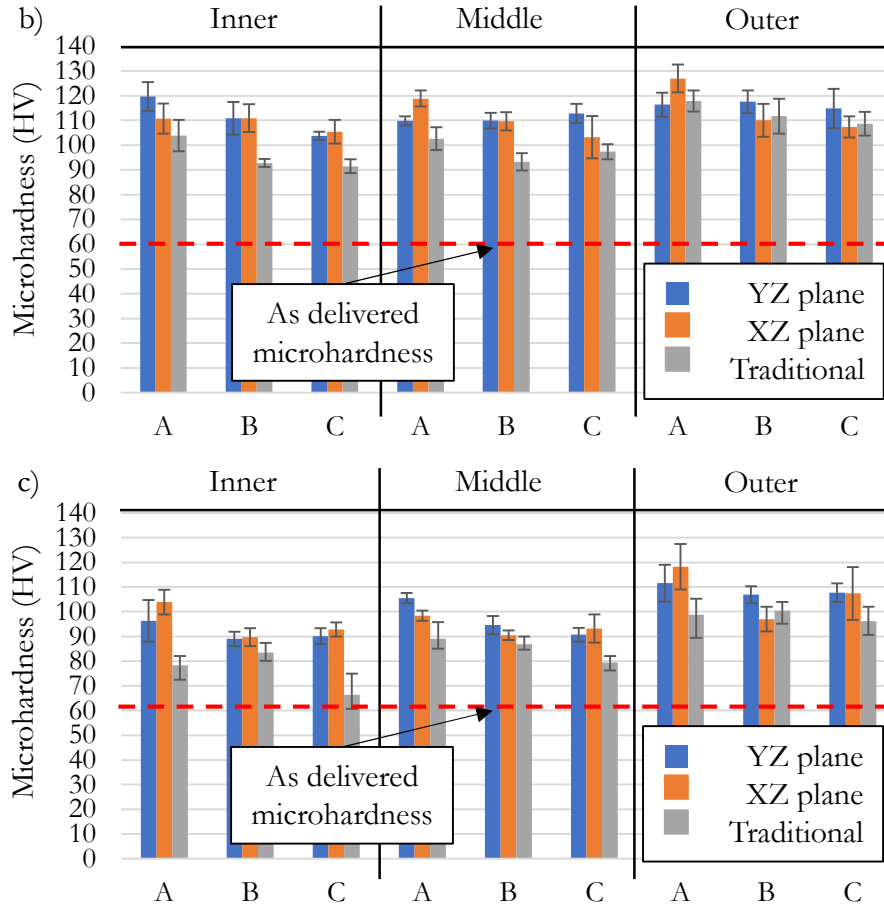 b)
Inner Middle Outer
140
130
120
110
100
90
80
70
60
50
40
30
20
10
0
Microhardness (HV)
As delivered
microhardness
YZ plane
XZ plane
Traditional
A B C A B C A B C
c)
Inner Middle Outer
140
130
120
110
100
90
80
70
60
50
40
30
20
10
0
Microhardness (HV)
As delivered
microhardness
YZ plane
XZ plane
Traditional
A B C A B C A B C